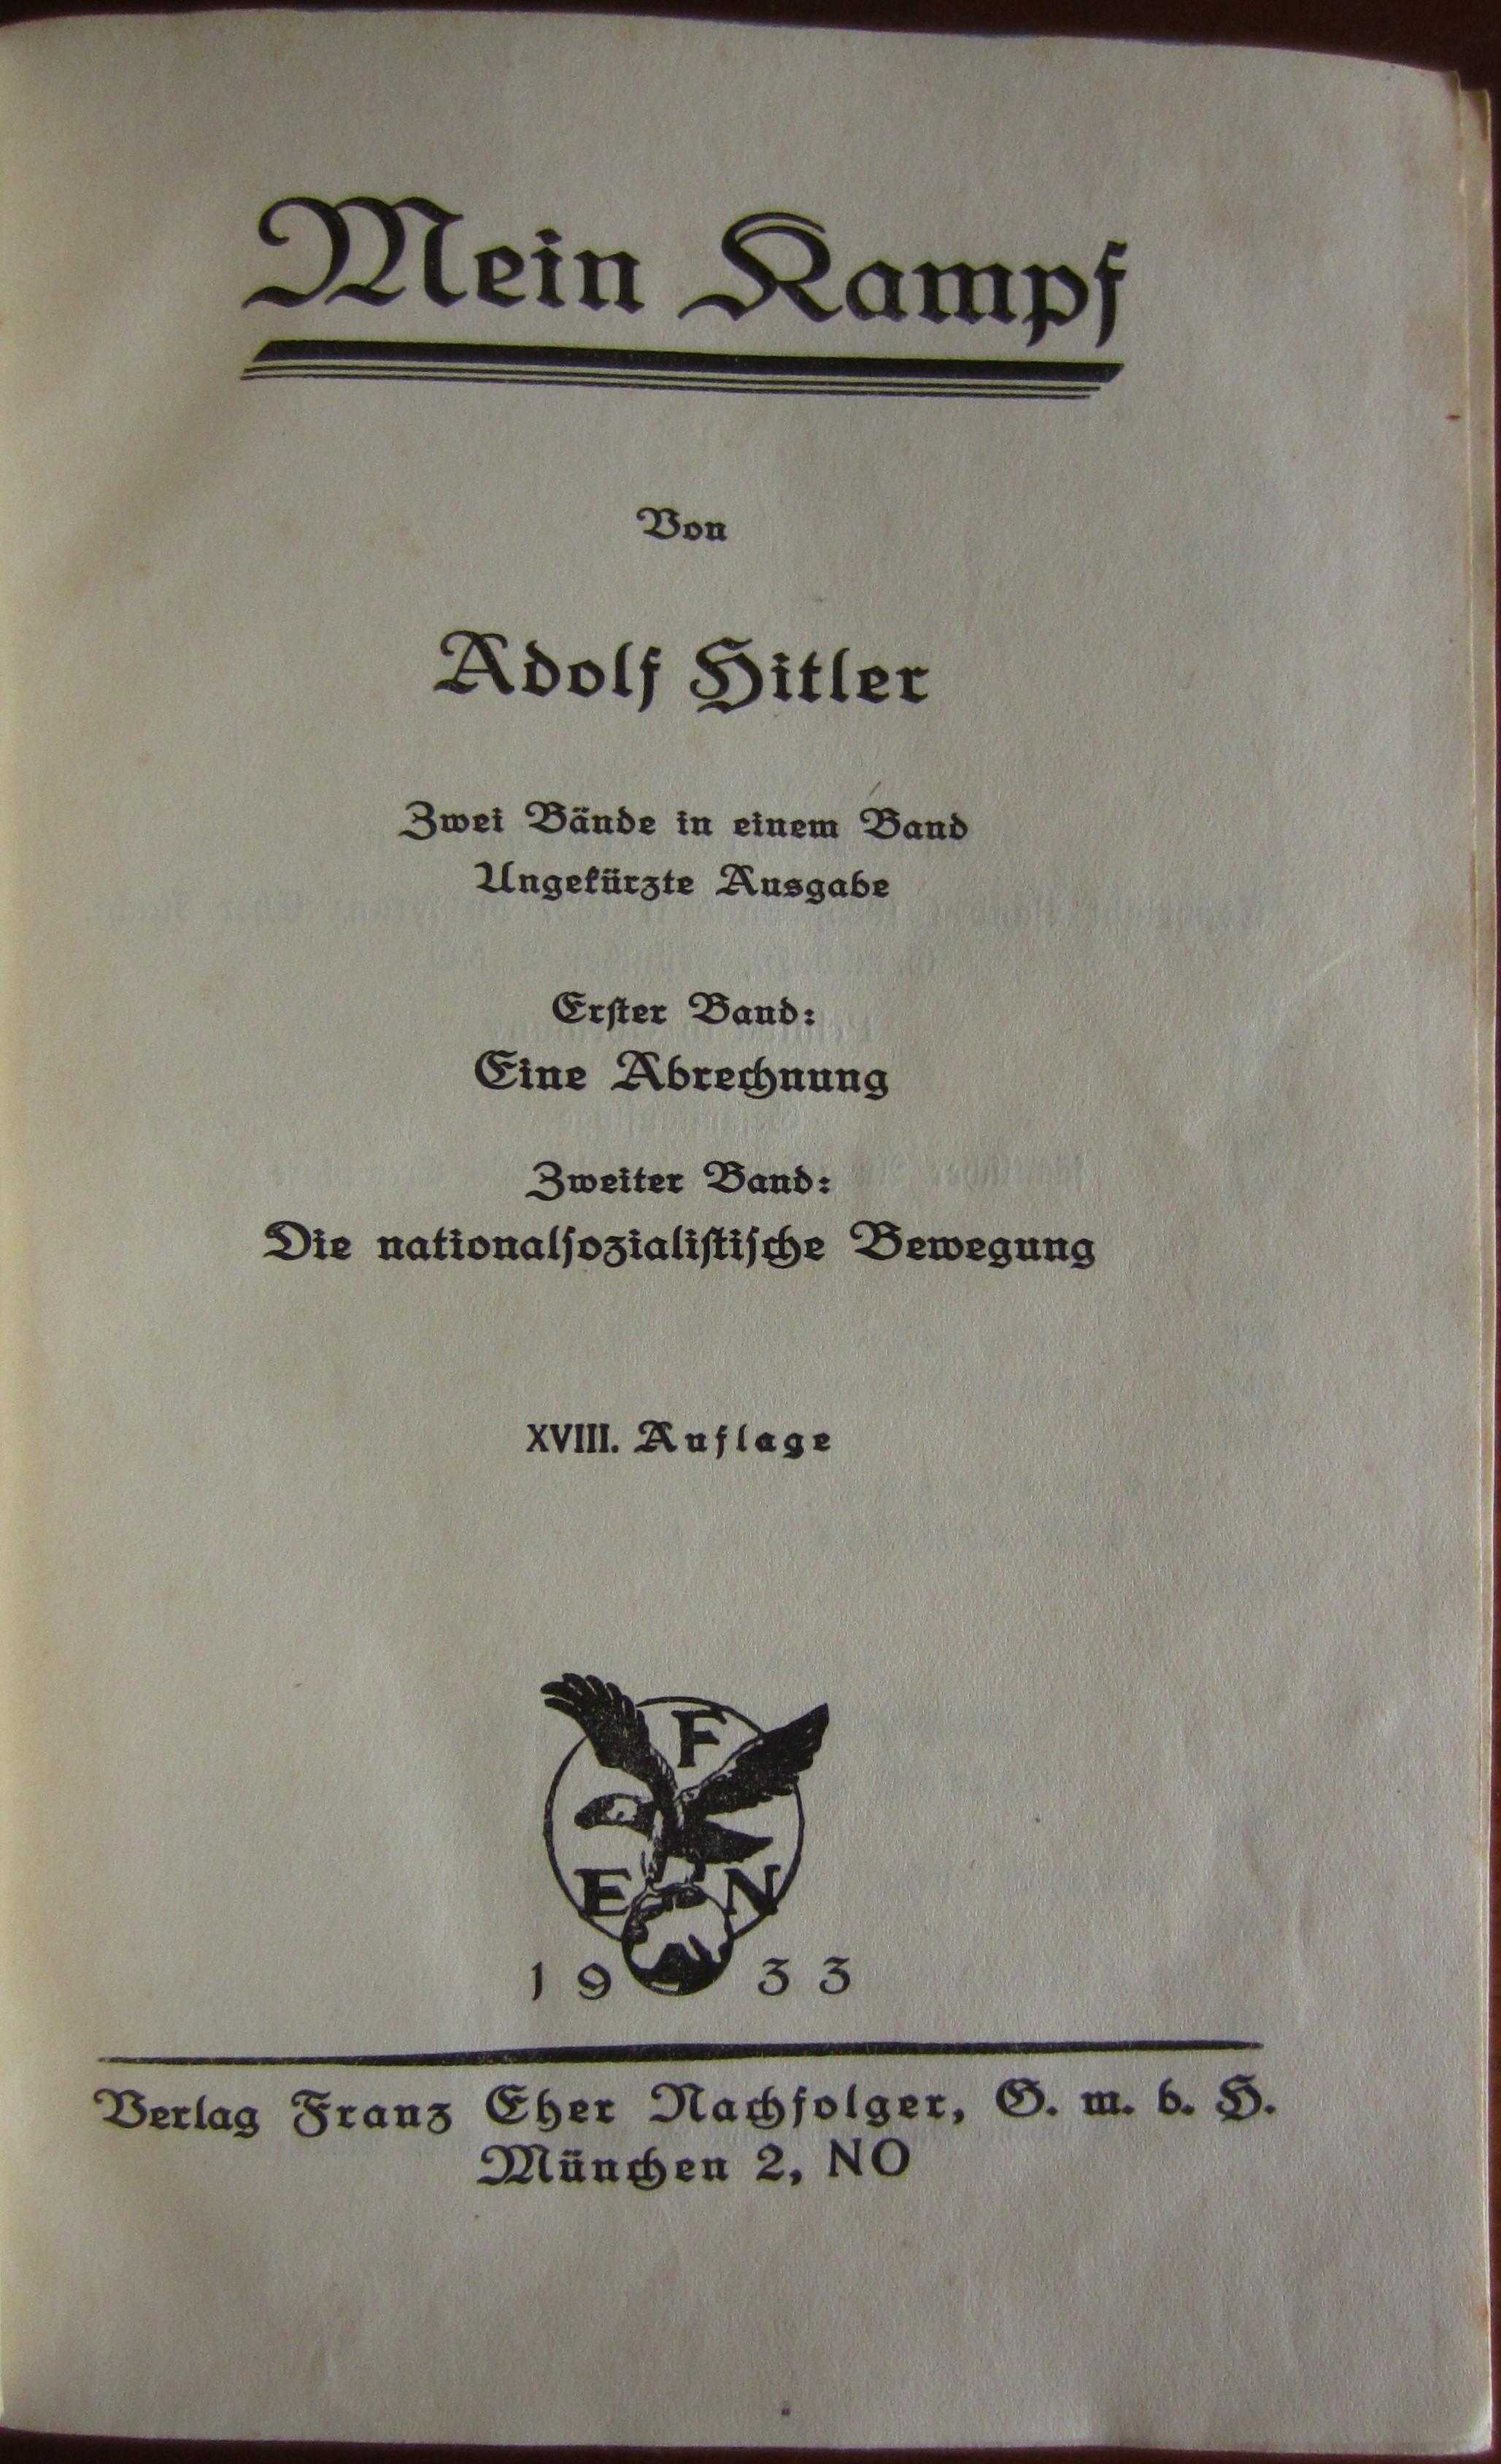 Mein Kampf
Von
Adolf Hitler
Zwei Bände in einem Band
Ungekürzte Ausgabe
Erſter Band:
Eine Abrechnung
Zweiter Band:
Die nationalſozialiſtiſche Bewegung
XVIII. Auflage
F
E N
1933
Verlag Franz Eher Nachfolger, G. m. b. H.
München 2, NO